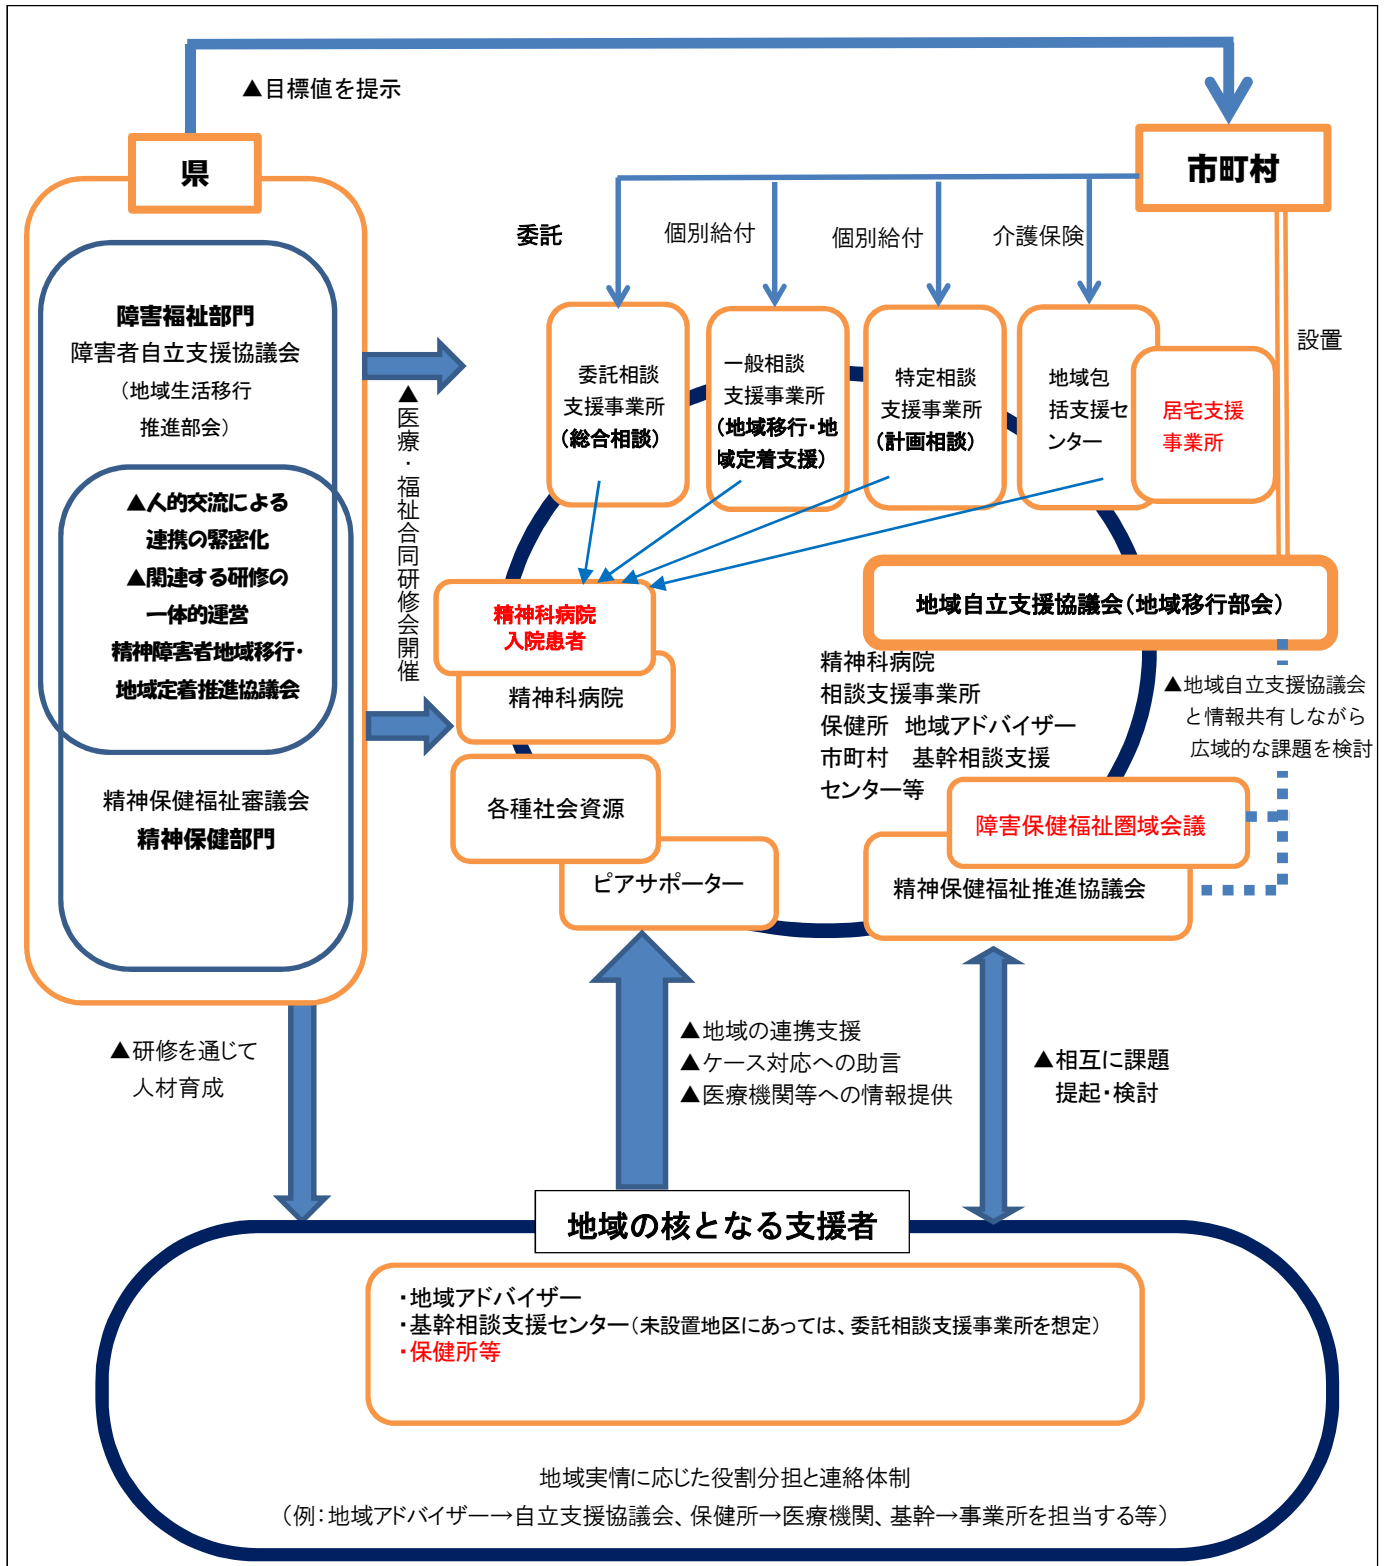 ▲目標値を提示
県
市町村
委託
個別給付
個別給付
介護保険
設置
障害福祉部門
障害者自立支援協議会
（地域生活移行
推進部会）
▲人的交流による
連携の緊密化
▲関連する研修の
一体的運営
精神障害者地域移行・
地域定着推進協議会
精神保健福祉審議会
精神保健部門
▲医療・福祉合同研修会開催
委託相談
支援事業所
（総合相談）
一般相談
支援事業所
（地域移行・地
域定着支援）
特定相談
支援事業所
（計画相談）
地域包
括支援セ
ンター
居宅支援
事業所
精神科病院
入院患者
精神科病院
各種社会資源
ピアサポーター
地域自立支援協議会（地域移行部会）
精神科病院
相談支援事業所
保健所　地域アドバイザー
市町村　基幹相談支援
センター等
▲地域自立支援協議会
と情報共有しながら
広域的な課題を検討
障害保健福祉圏域会議
精神保健福祉推進協議会
▲研修を通じて
人材育成
▲地域の連携支援
▲ケース対応への助言
▲医療機関等への情報提供
▲相互に課題
提起・検討
地域の核となる支援者
・地域アドバイザー
・基幹相談支援センター（未設置地区にあっては、委託相談支援事業所を想定）
・保健所等
地域実情に応じた役割分担と連絡体制
（例：地域アドバイザー→自立支援協議会、保健所→医療機関、基幹→事業所を担当する等）